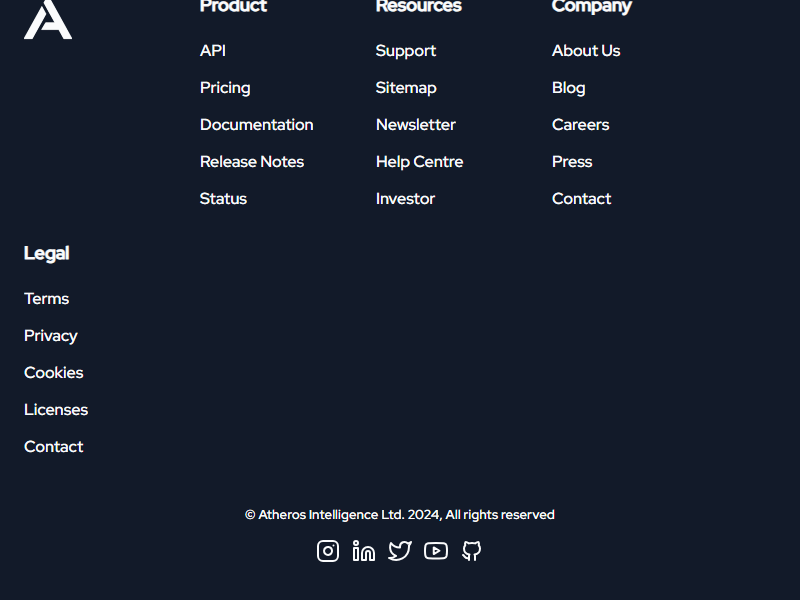 Product
API
Pricing
Documentation
Release Notes
Status
Resources
Support
Sitemap
Newsletter
Help Centre
Investor
Company
About Us
Blog
Careers
Press
Contact
Legal
Terms
Privacy
Cookies
Licenses
Contact
© Atheros Intelligence Ltd. 2024, All rights reserved